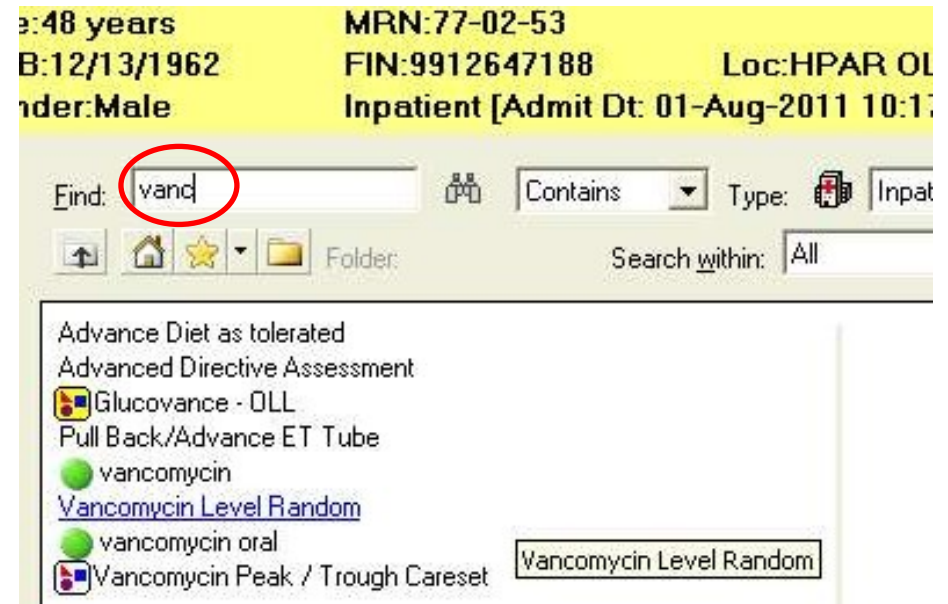 e:48 years MRN:77-02-53
B:12/13/1962 FIN:9912647188 Loc:HPAR OL
nder:Male Inpatient [Admit Dt: 01-Aug-2011 10:17
Find: vanc Contains Type: Inpat
Folder: Search within: All
Advance Diet as tolerated
Advanced Directive Assessment
Glucovance - OLL
Pull Back/Advance ET Tube
vancomycin
Vancomycin Level Random
vancomycin oral
Vancomycin Level Random
Vancomycin Peak / Trough Careset